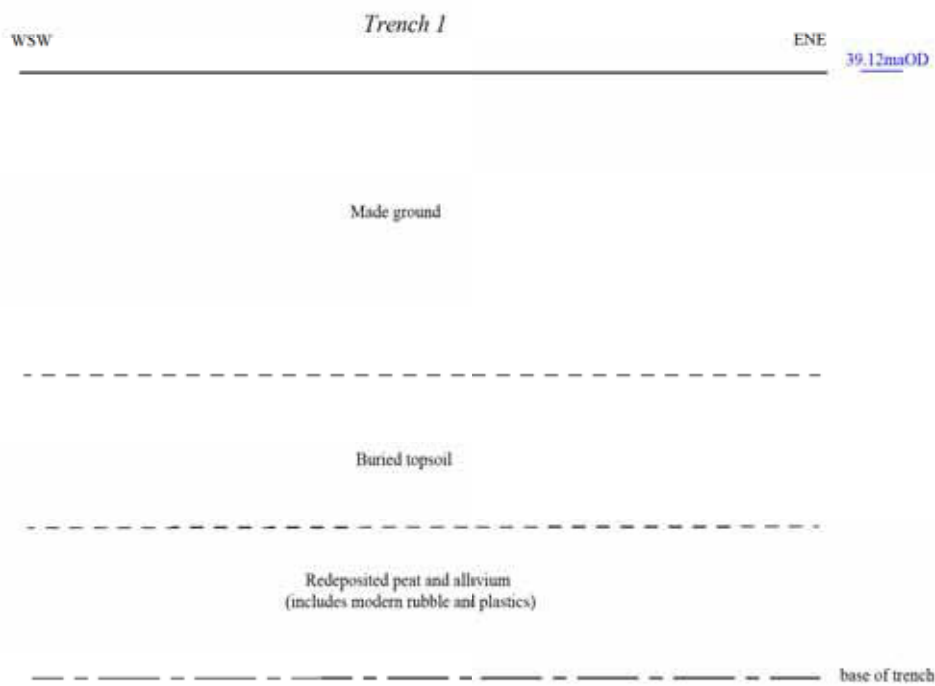 Trench 1
WSW
ENE
39.12maOD
Made ground
Buried topsoil
Redeposited peat and alluvium
(includes modern rubble and plastics)
base of trench